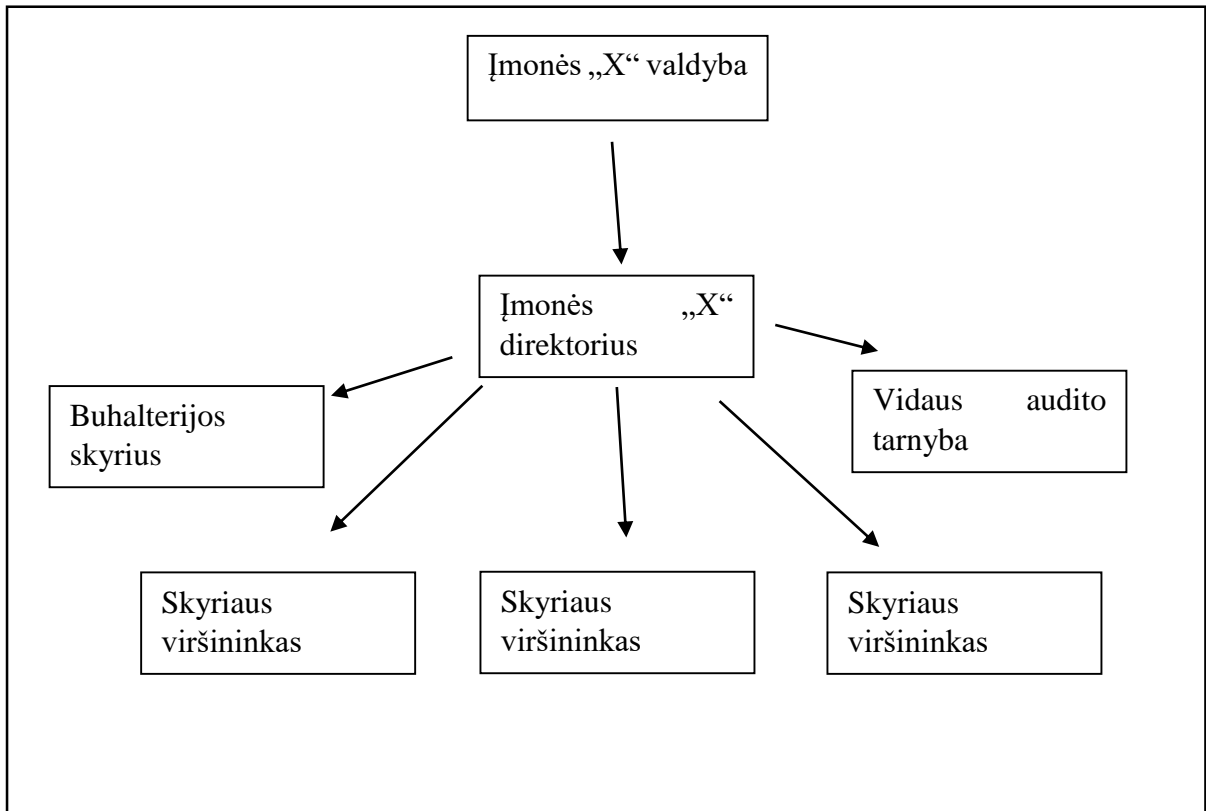 Įmonės „X“ valdyba
Įmonės „X“
direktorius
Buhalterijos
skyrius
Vidaus audito
tarnyba
Skyriaus
viršininkas
Skyriaus
viršininkas
Skyriaus
viršininkas